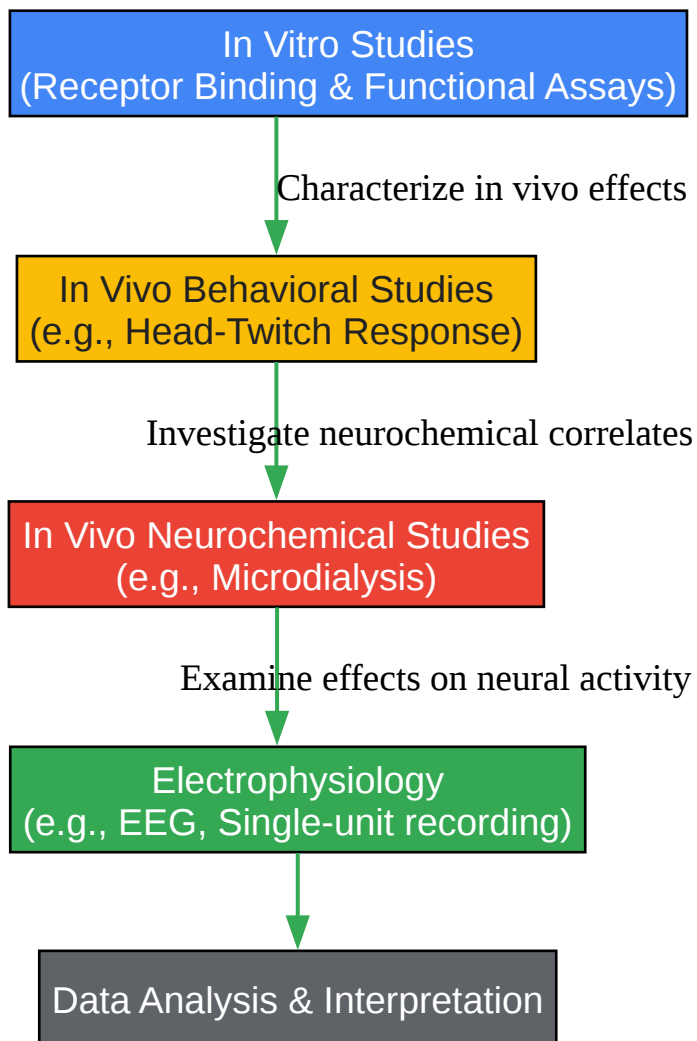 In Vitro Studies
(Receptor Binding & Functional Assays)
Characterize in vivo effects
In Vivo Behavioral Studies
(e.g., Head-Twitch Response)
Investigate neurochemical correlates
In Vivo Neurochemical Studies
(e.g., Microdialysis)
Examine effects on neural activity
Electrophysiology
(e.g., EEG, Single-unit recording)
Data Analysis & Interpretation